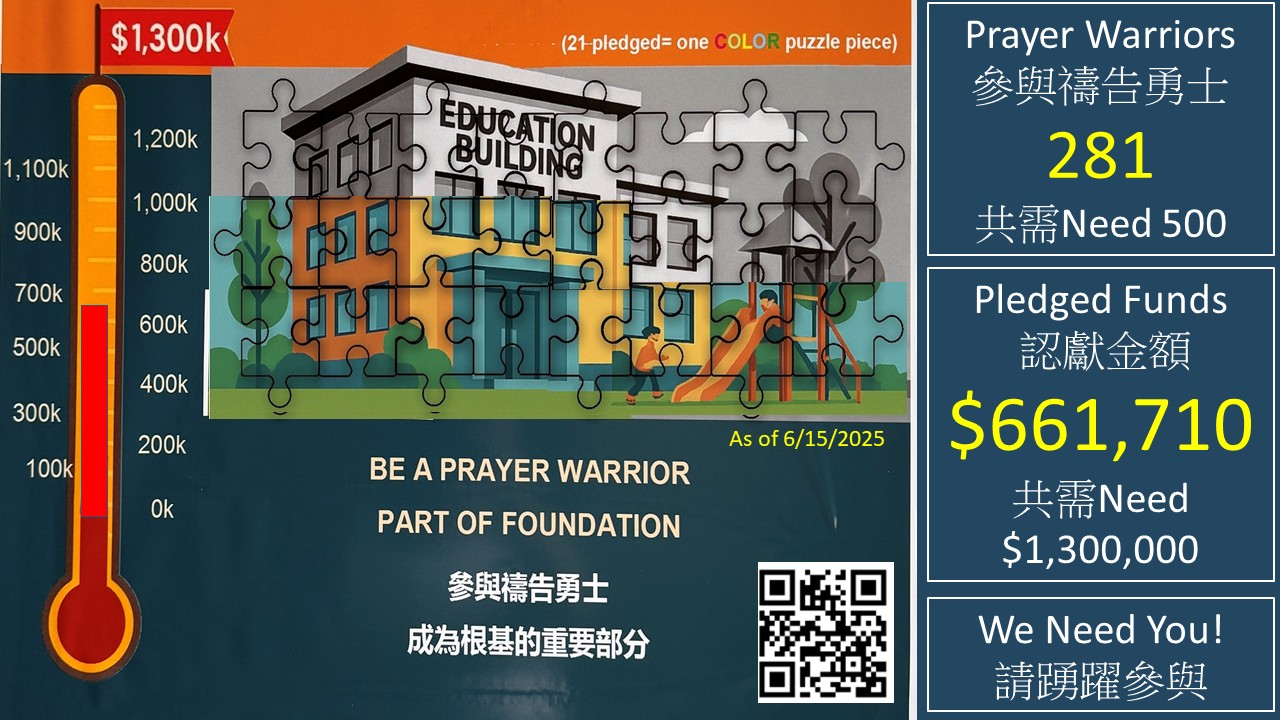 $1,300k
(21 pledged= one COLOR puzzle piece)
EDUCATION
BUILDING
1,200k
1,100k
1,000k
900k
800k
700k
600k
500k
400k
300k
200k
100k
0k
As of 6/15/2025
BE A PRAYER WARRIOR
PART OF FOUNDATION
參與禱告勇士
成為根基的重要部分
Prayer Warriors
參與禱告勇士
281
共需Need 500
Pledged Funds
認獻金額
$661,710
共需Need
$1,300,000
We Need You!
請踴躍參與